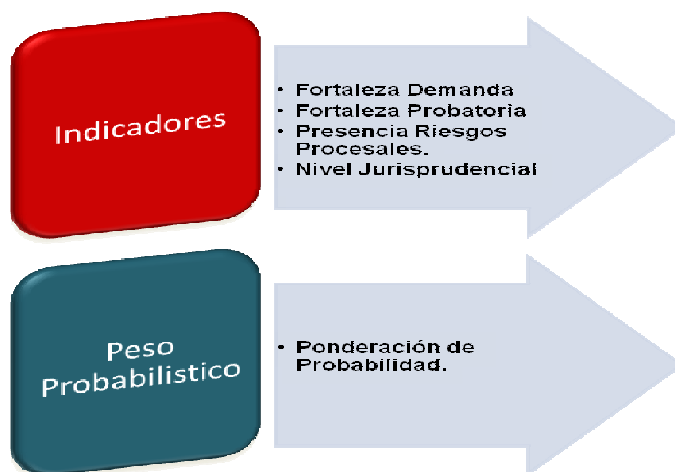 Indicadores
• Fortaleza Demanda
• Fortaleza Probatoria
• Presencia Riesgos
Procesales.
• Nivel Jurisprudencial
Peso
Probabilistico
• Ponderación de
Probabilidad.